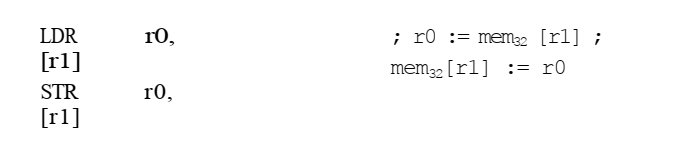 LDR r0, ; r0 := mem32 [r1] ;
[r1] mem32[r1] := r0
STR r0,
[r1]